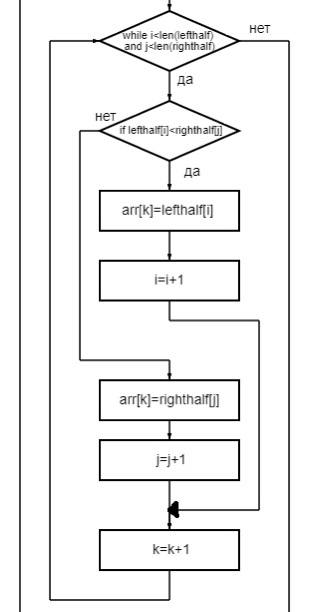 while i<len(lefthalf)
and j<len(righthalf)
нет
да
нет
if lefthalf[i]<righthalf[j]
да
arr[k]=lefthalf[i]
i=i+1
arr[k]=righthalf[j]
j=j+1
k=k+1